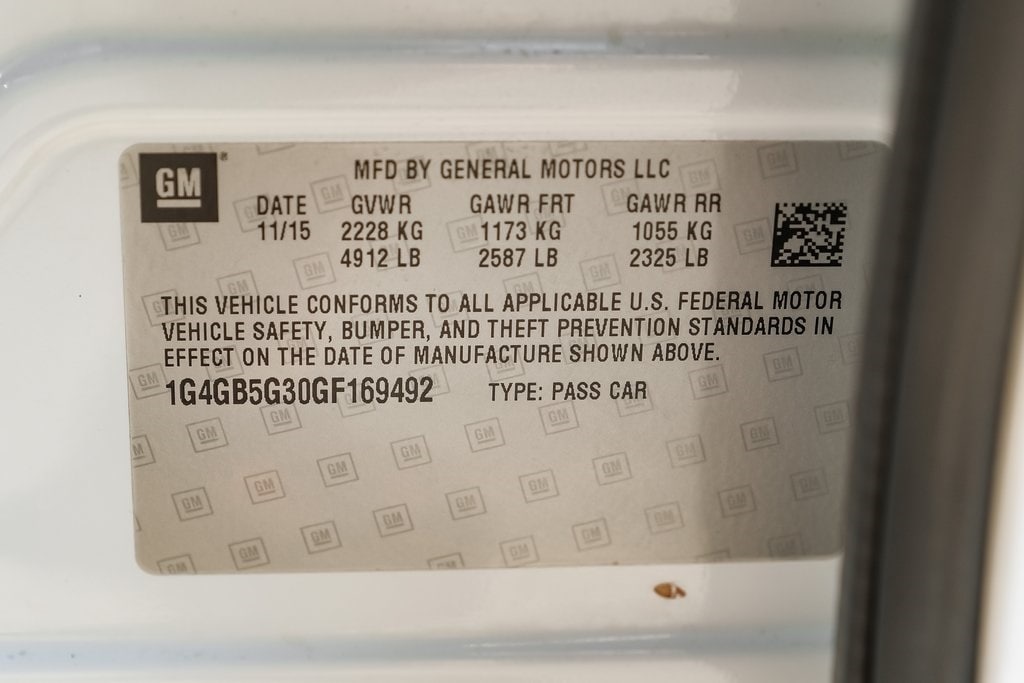 GM
MFD BY GENERAL MOTORS LLC
DATE GVWR GAWR FRT GAWR RR
11/15 2228 KG 1173 KG 1055 KG
4912 LB 2587 LB 2325 LB
THIS VEHICLE CONFORMS TO ALL APPLICABLE U.S. FEDERAL MOTOR
VEHICLE SAFETY, BUMPER, AND THEFT PREVENTION STANDARDS IN
EFFECT ON THE DATE OF MANUFACTURE SHOWN ABOVE.
1G4GB5G30GF169492 TYPE: PASS CAR